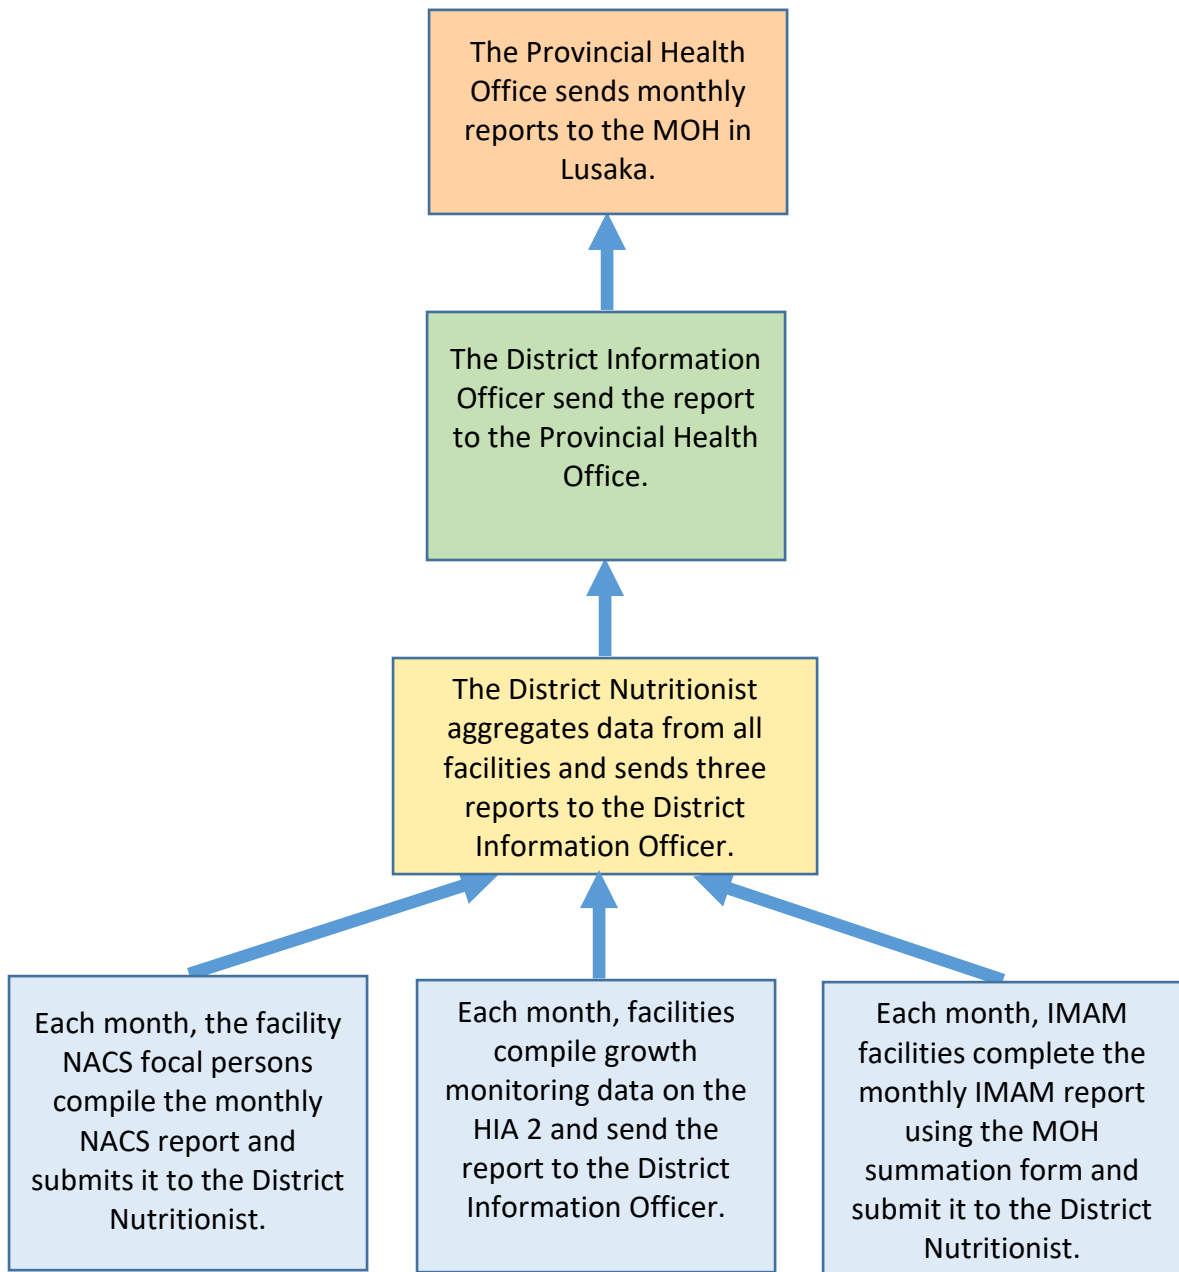 The Provincial Health
Office sends monthly
reports to the MOH in
Lusaka.
The District Information
Officer send the report
to the Provincial Health
Office.
The District Nutritionist
aggregates data from all
facilities and sends three
reports to the District
Information Officer.
Each month, the facility
NACS focal persons
compile the monthly
NACS report and
submits it to the District
Nutritionist.
Each month, facilities
compile growth
monitoring data on the
HIA 2 and send the
report to the District
Information Officer.
Each month, IMAM
facilities complete the
monthly IMAM report
using the MOH
summation form and
submit it to the District
Nutritionist.